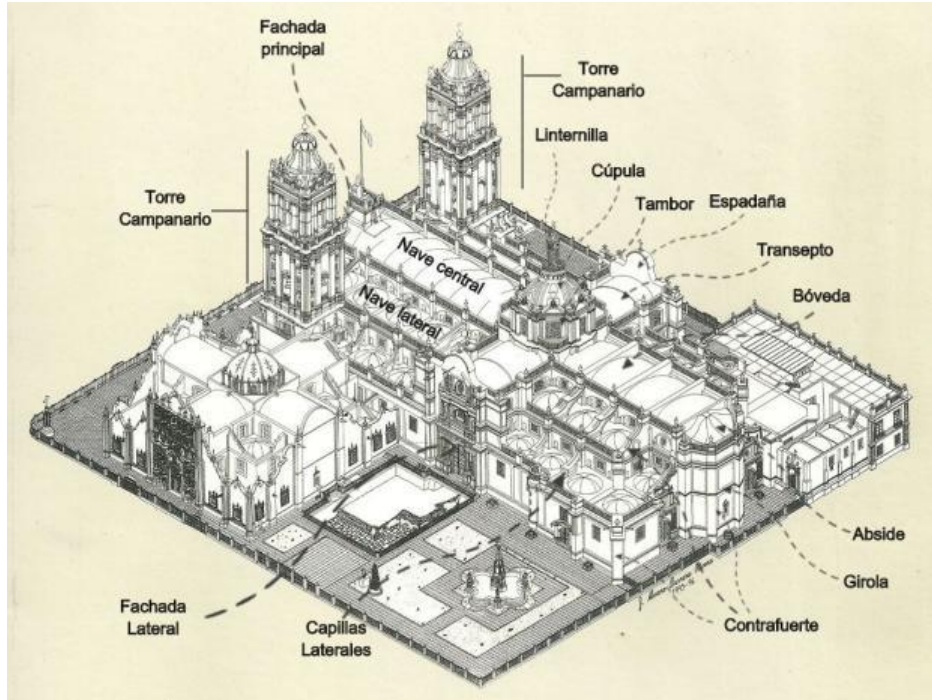 Fachada
principal
Torre
Campanario
Linternilla
Cúpula
Tambor
Espadaña
Torre
Campanario
Transepto
Nave central
Bóveda
Nave lateral
Abside
Girola
Fachada
Lateral
Capillas
Laterales
Contrafuerte